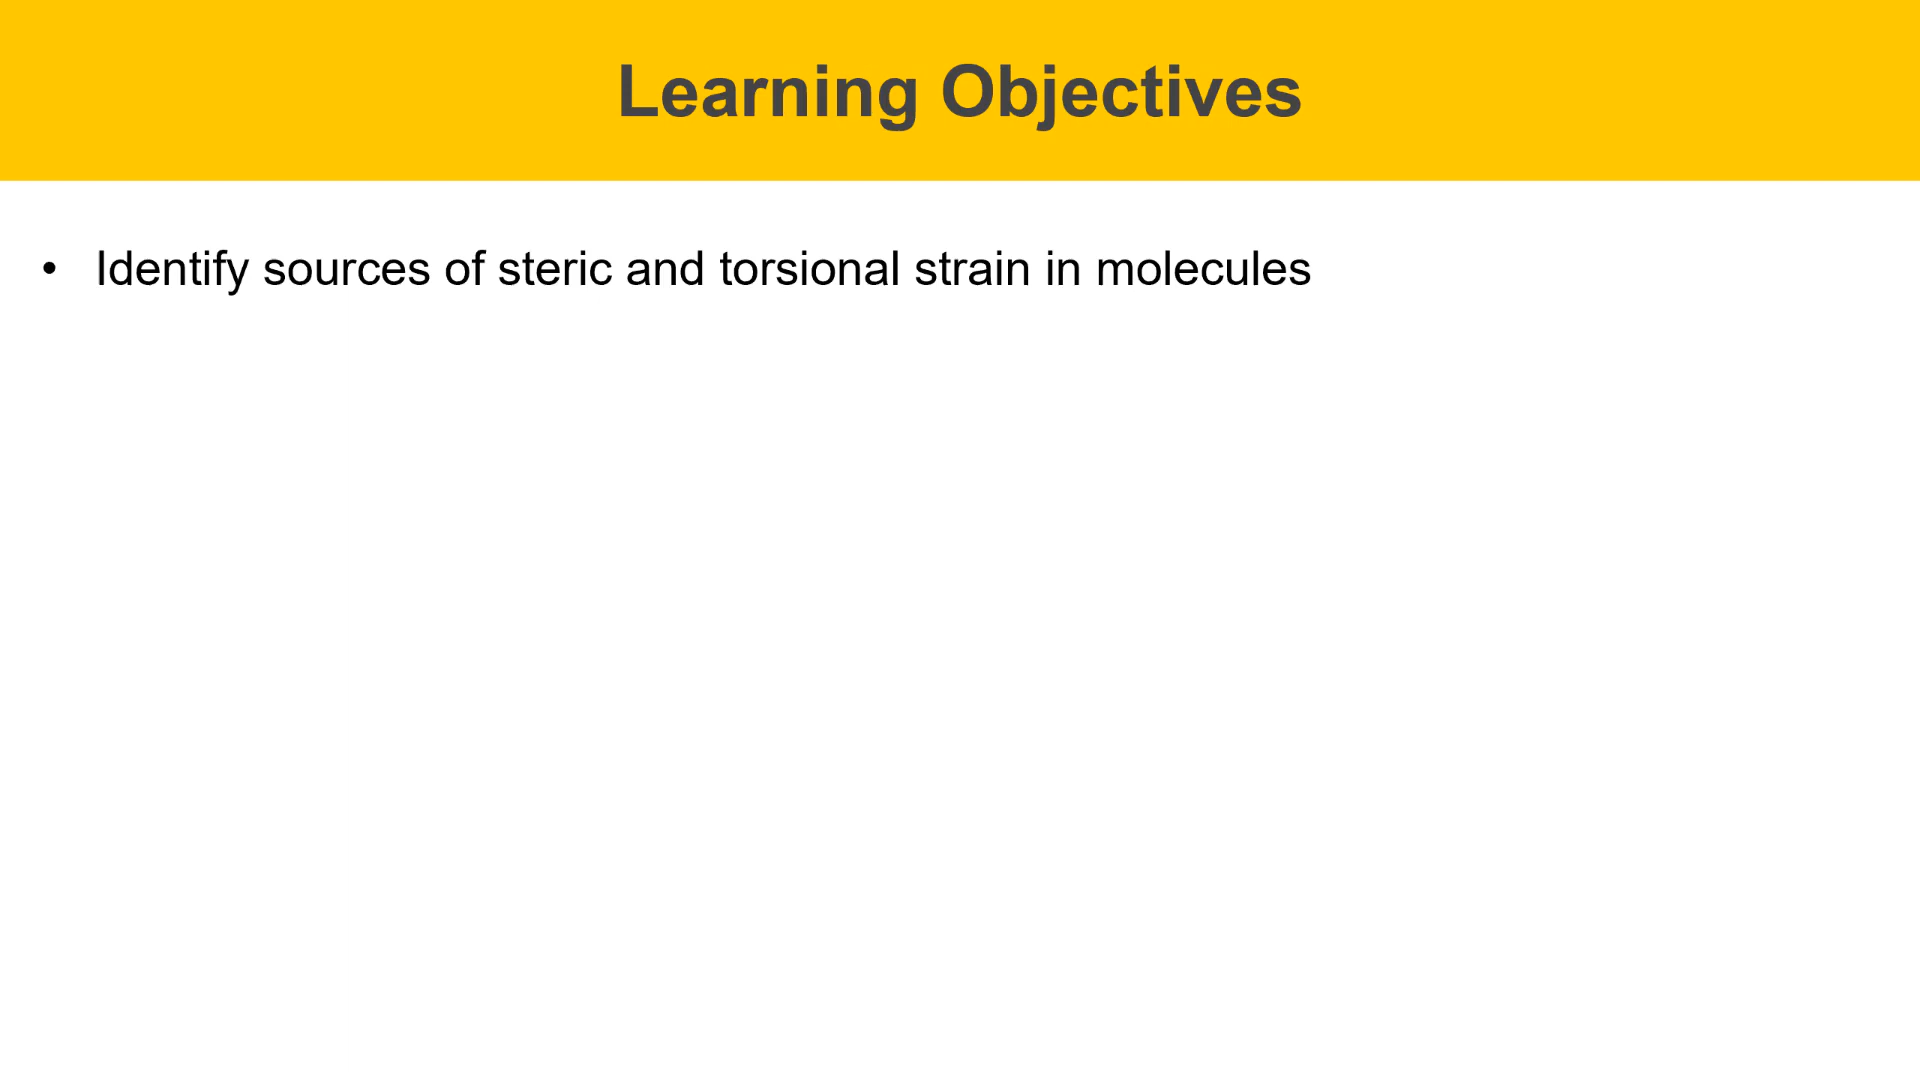 Learning Objectives
• Identify sources of steric and torsional strain in molecules